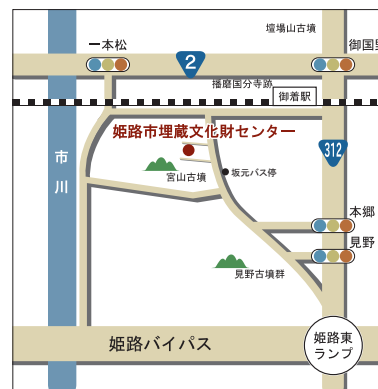 壇場山古墳
一本松
御国野
2
播磨国分寺跡
御着駅
姫路市埋蔵文化財センター
312
市川
宮山古墳
坂元バス停
本郷
見野
見野古墳群
姫路バイパス
姫路東
ランプ